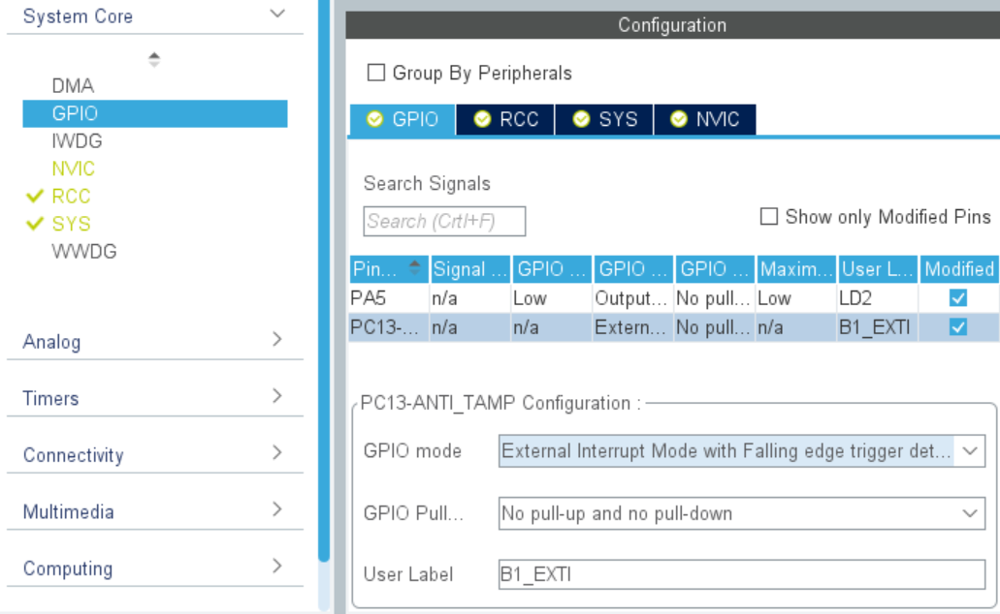 System Core
DMA
GPIO
IWDG
NVIC
RCC
SYS
WWDG
Analog
Timers
Connectivity
Multimedia
Computing
Configuration
Group By Peripherals
GPIO RCC SYS NVIC
Search Signals
Search (Crtl+F)
Show only Modified Pins
Pin... Signal ... GPIO ... GPIO ... GPIO ... Maxim... User L... Modified
PA5 n/a Low Output... No pull... Low LD2
PC13-... n/a n/a Extern... No pull... n/a B1_EXTI
PC13-ANTI_TAMP Configuration :
GPIO mode External Interrupt Mode with Falling edge trigger det...
GPIO Pull... No pull-up and no pull-down
User Label B1_EXTI